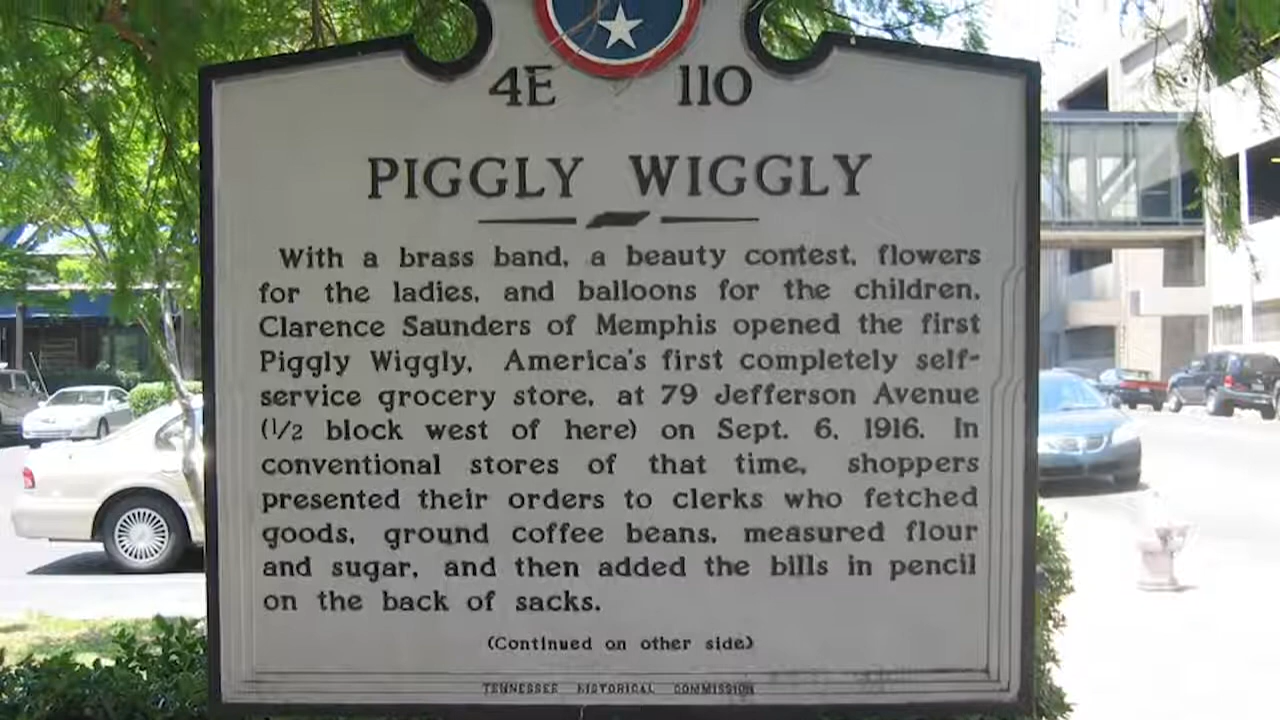 4E 110
PIGGLY WIGGLY
With a brass band, a beauty contest, flowers
for the ladies, and balloons for the children,
Clarence Saunders of Memphis opened the first
Piggly Wiggly, America's first completely self-
service grocery store, at 79 Jefferson Avenue
(1/2 block west of here) on Sept. 6, 1916. In
conventional stores of that time, shoppers
presented their orders to clerks who fetched
goods, ground coffee beans, measured flour
and sugar, and then added the bills in pencil
on the back of sacks.
(Continued on other side)
TENNESSEE HISTORICAL COMMISSION